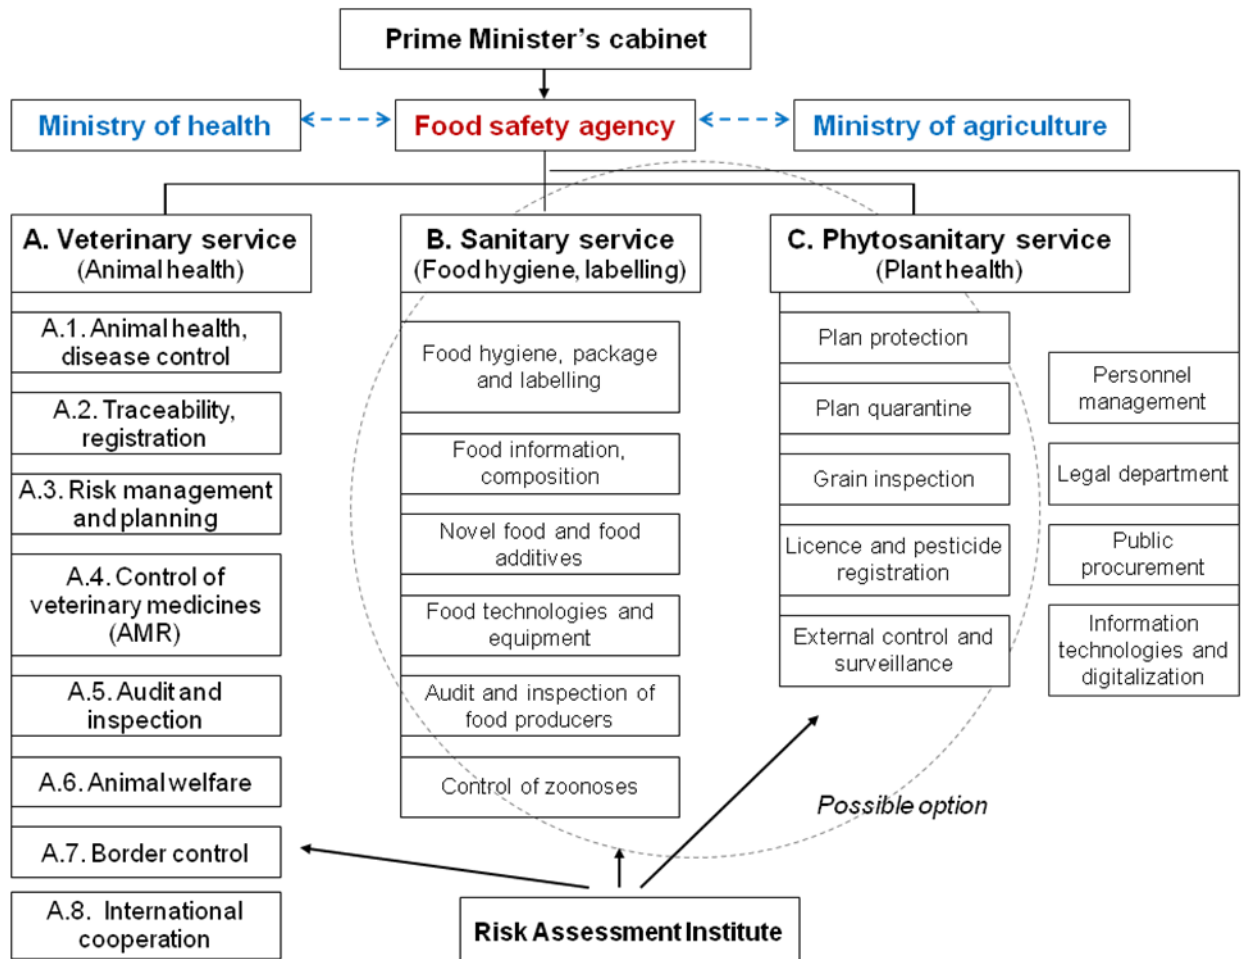 Prime Minister's cabinet
Ministry of health
Food safety agency
Ministry of agriculture
A. Veterinary service
(Animal health)
A.1. Animal health,
disease control
A.2. Traceability,
registration
A.3. Risk management
and planning
A.4. Control of
veterinary medicines
(AMR)
A.5. Audit and
inspection
A.6. Animal welfare
A.7. Border control
A.8. International
cooperation
B. Sanitary service
(Food hygiene, labelling)
Food hygiene, package
and labelling
Food information,
composition
Novel food and food
additives
Food technologies and
equipment
Audit and inspection of
food producers
Control of zoonoses
C. Phytosanitary service
(Plant health)
Plan protection
Plan quarantine
Grain inspection
Licence and pesticide
registration
External control and
surveillance
Personnel
management
Legal department
Public
procurement
Information
technologies and
digitalization
Possible option
Risk Assessment Institute